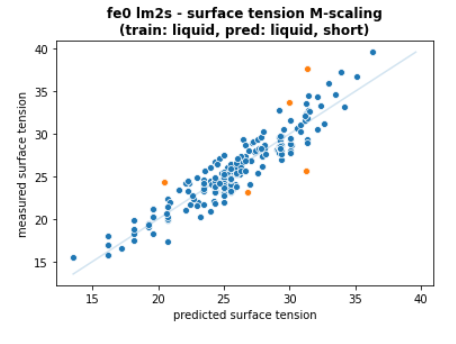 fe0 lm2s - surface tension M-scaling
(train: liquid, pred: liquid, short)
40
35
30
25
20
15
measured surface tension
15 20 25 30 35 40
predicted surface tension